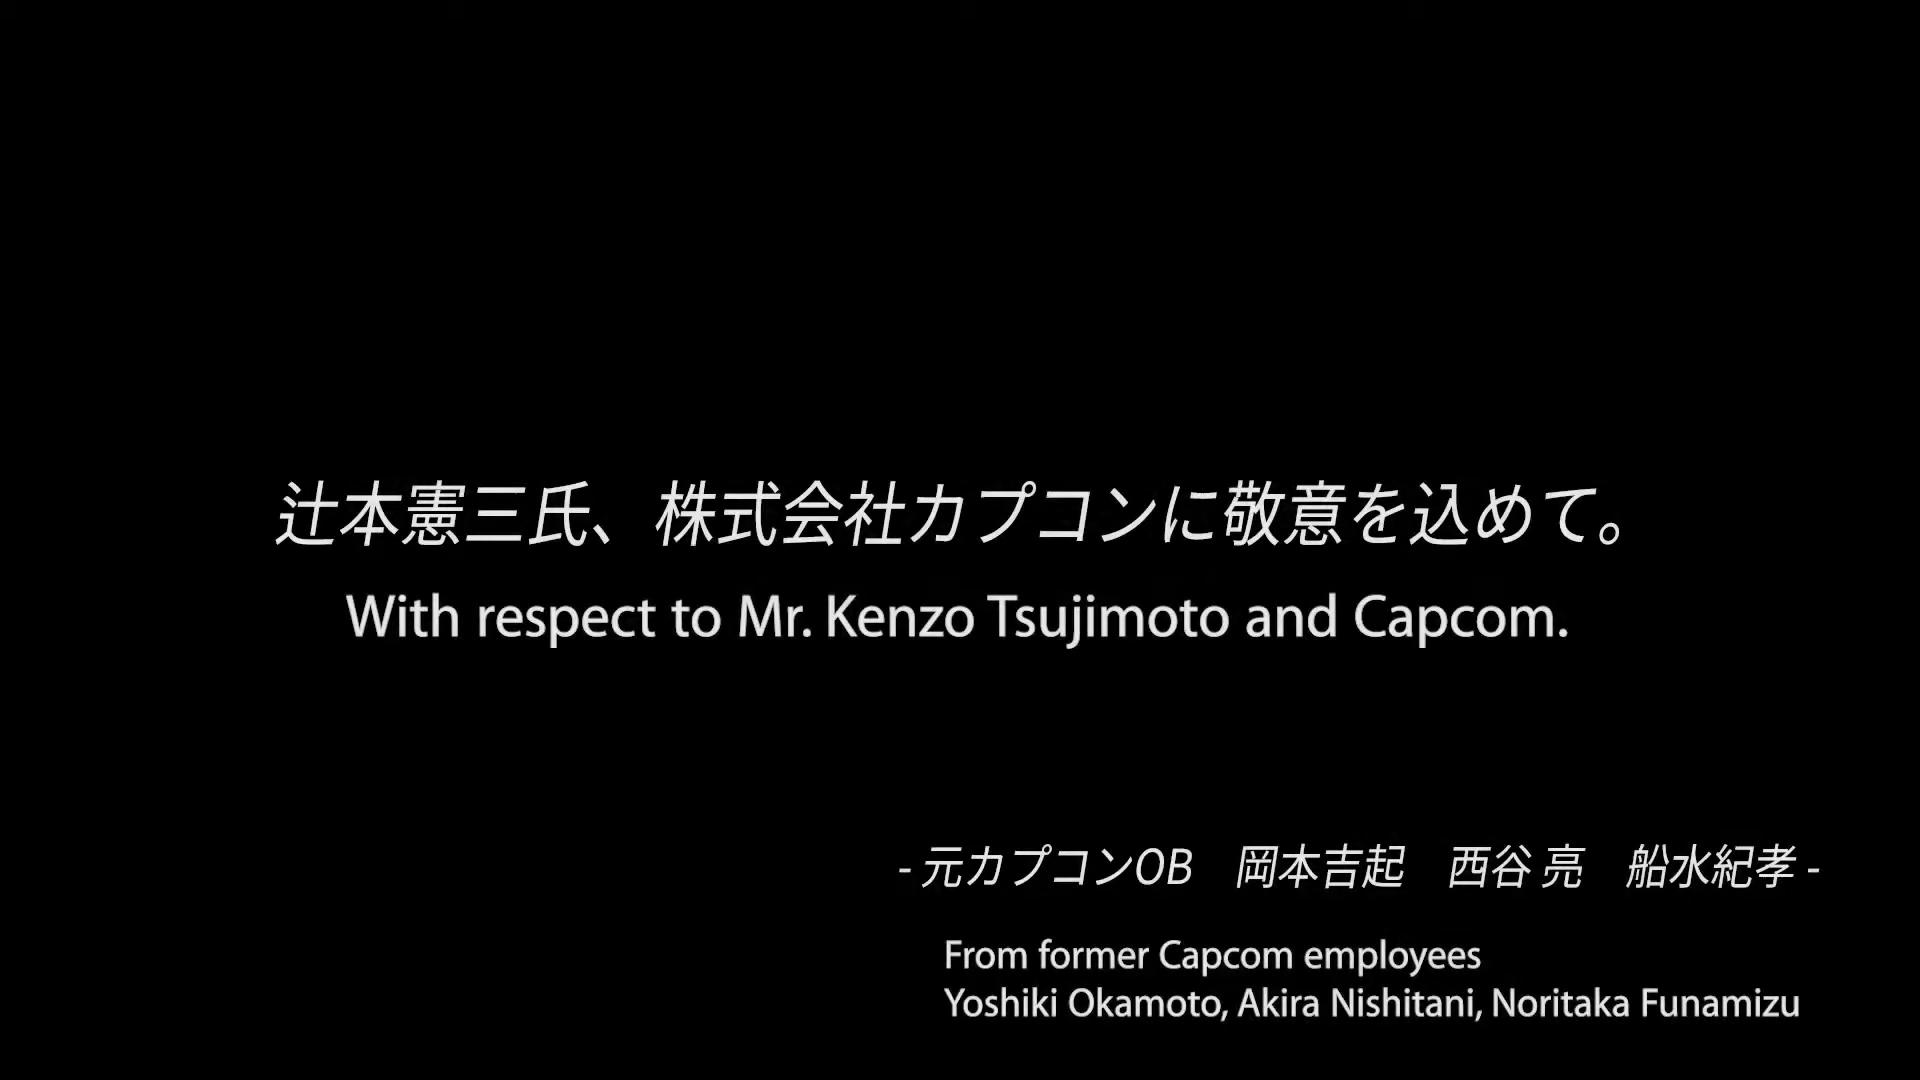 辻本憲三氏、株式会社カプコンに敬意を込めて。
With respect to Mr. Kenzo Tsujimoto and Capcom.
- 元カプコンOB　岡本吉起　西谷 亮　船水紀孝 -
From former Capcom employees
Yoshiki Okamoto, Akira Nishitani, Noritaka Funamizu